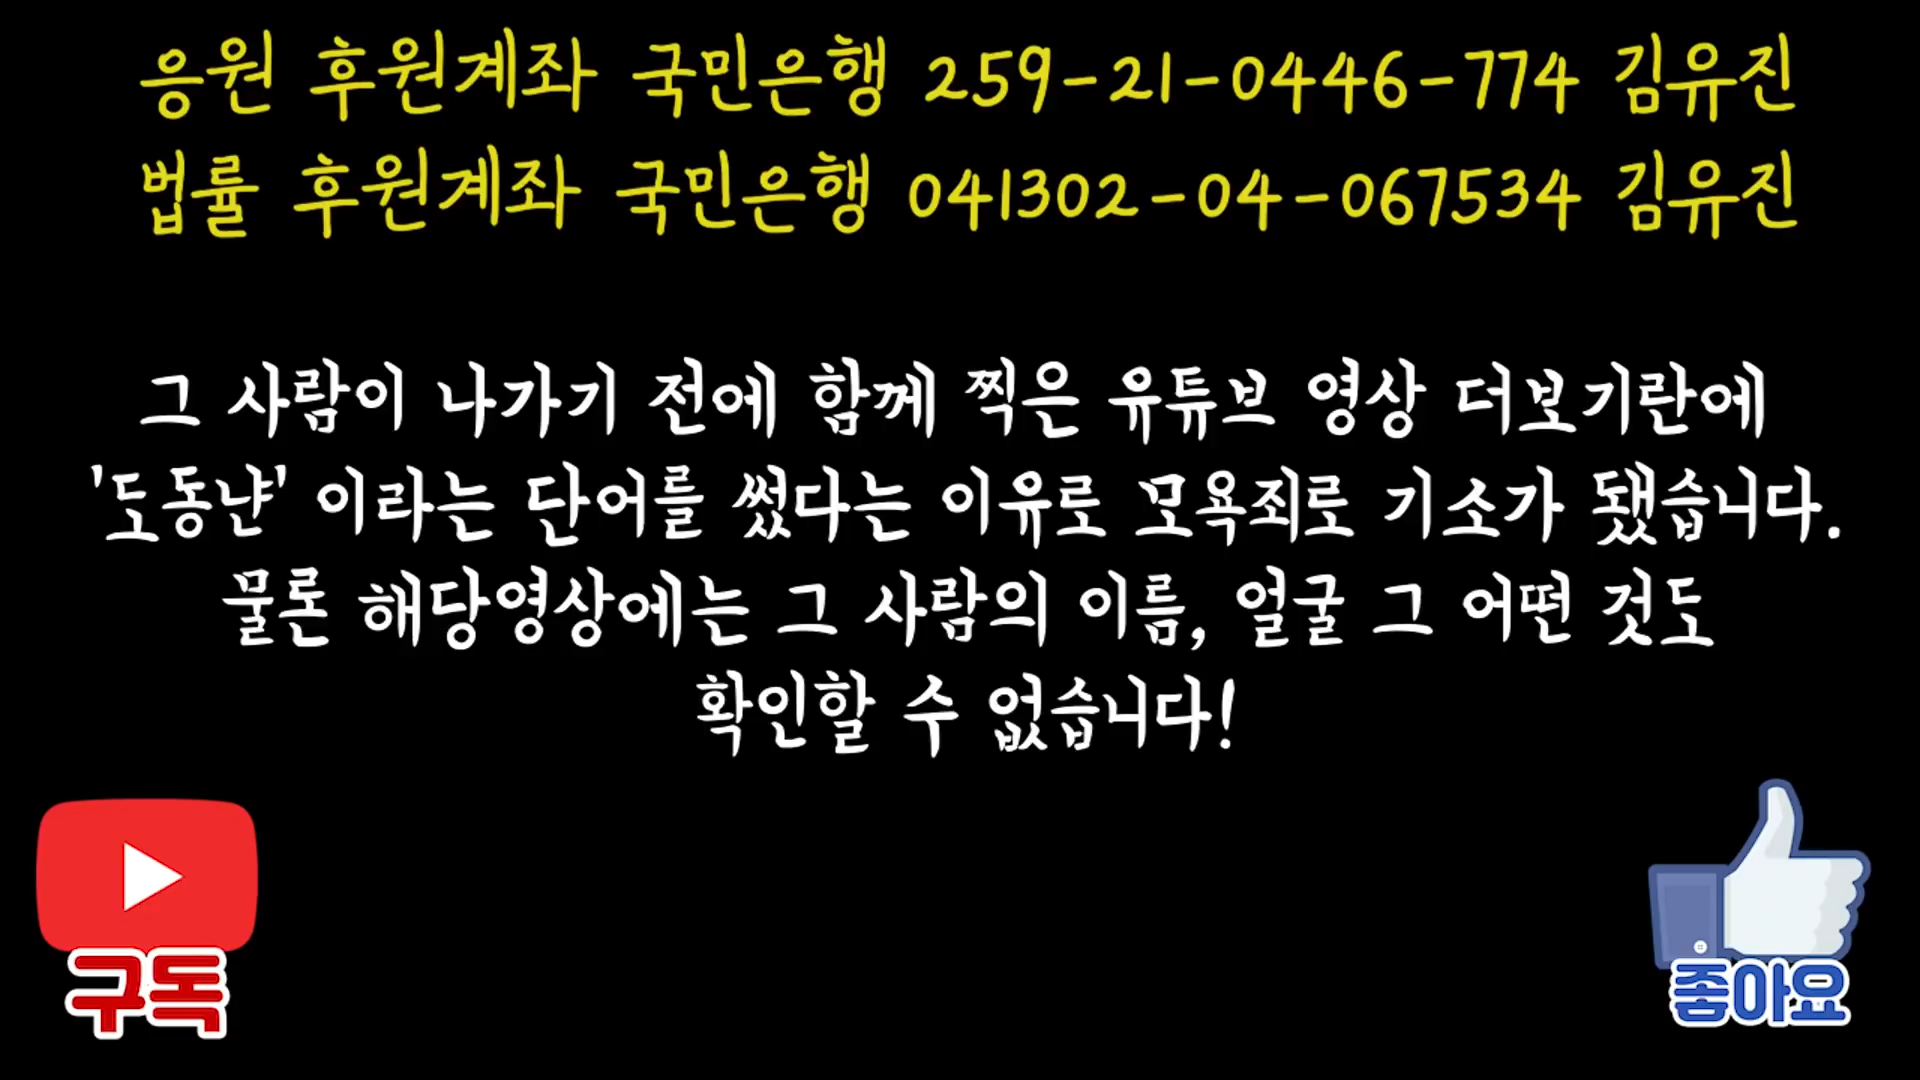 응원 후원계좌 국민은행 259-21-0446-774 김유진
법률 후원계좌 국민은행 041302-04-067534 김유진
그 사람이 나가기 전에 함께 찍은 유튜브 영상 더보기란에
'도동냔' 이라는 단어를 썼다는 이유로 모욕죄로 기소가 됐습니다.
물론 해당영상에는 그 사람의 이름, 얼굴 그 어떤 것도
확인할 수 없습니다!
구독
좋아요